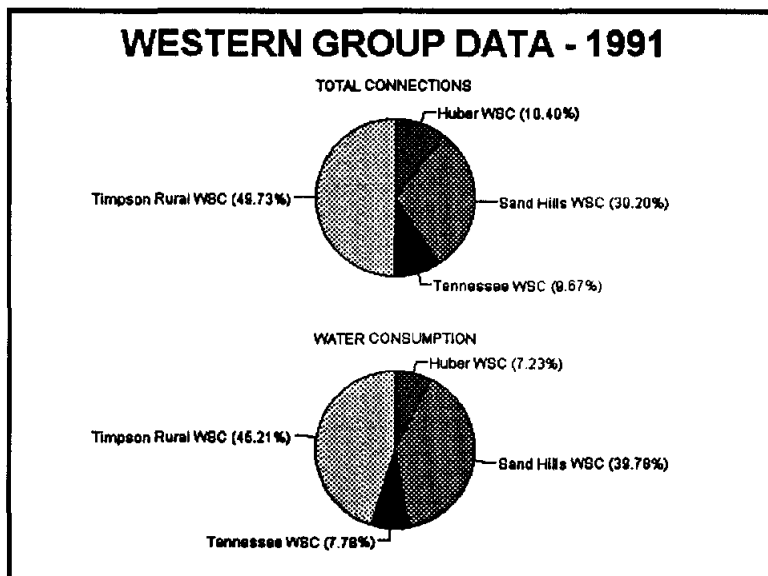 WESTERN GROUP DATA - 1991
TOTAL CONNECTIONS
Huber WSC (10.40%)
Timpson Rural WSC (49.73%)
Sand Hills WSC (30.20%)
Tennessee WSC (9.67%)
WATER CONSUMPTION
Huber WSC (7.23%)
Timpson Rural WSC (45.21%)
Sand Hills WSC (39.78%)
Tennessee WSC (7.78%)